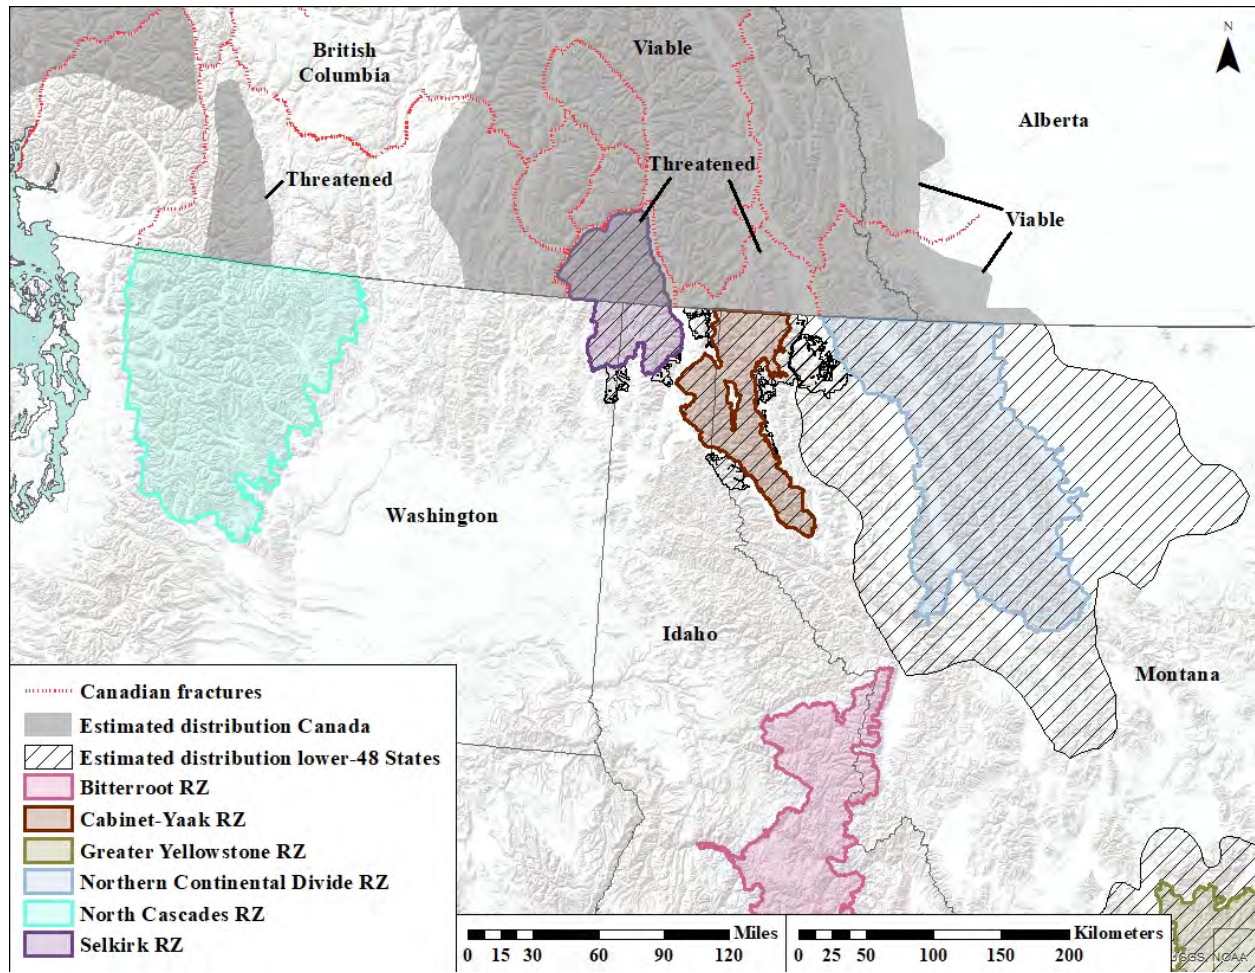 British
Columbia
Viable
N
Alberta
Threatened
Threatened
Viable
Washington
Idaho
Montana
Canadian fractures
Estimated distribution Canada
Estimated distribution lower-48 States
Bitterroot RZ
Cabinet-Yaak RZ
Greater Yellowstone RZ
Northern Continental Divide RZ
North Cascades RZ
Selkirk RZ
Miles
0 15 30 60 90 120
Kilometers
0 25 50 100 150 200
NOAA